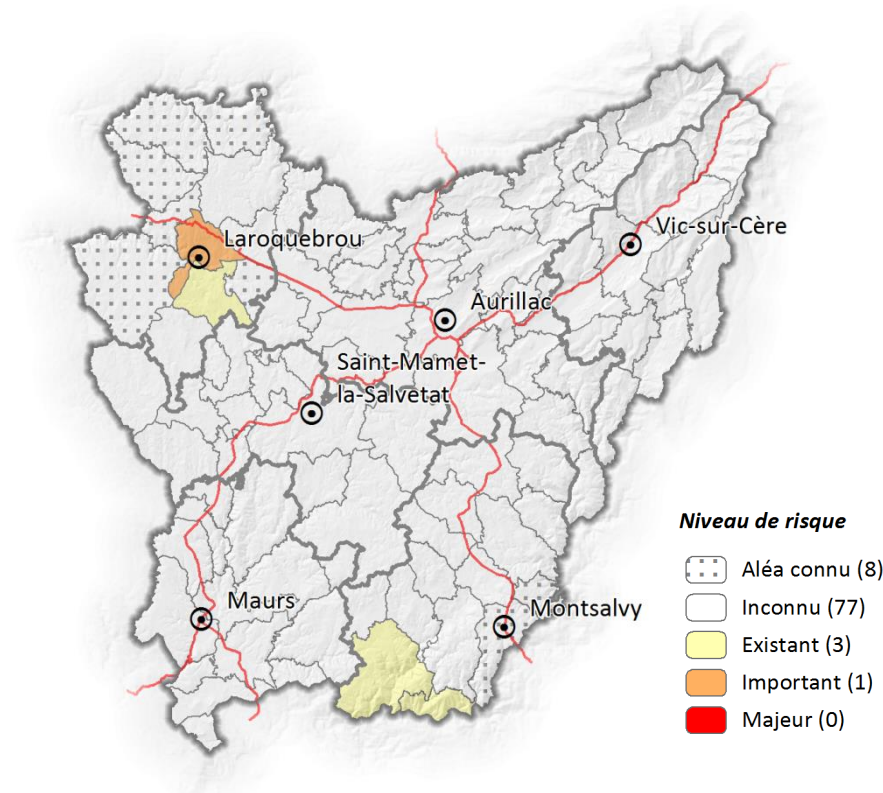 Laroquebrou
Vic-sur-Cère
Aurillac
Saint-Mamet-
la-Salvetat
Niveau de risque
Aléa connu (8)
Inconnu (77)
Existant (3)
Important (1)
Majeur (0)
Maurs
Montsalvy